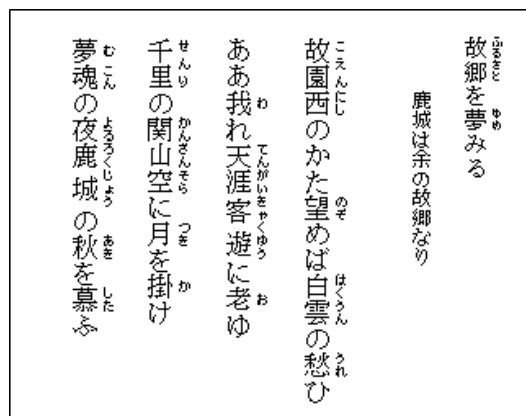 故郷を夢みる
鹿城は余の故郷なり
故園西のかた望めば白雲の愁ひ
ああ我れ天涯客遊に老ゆ
千里の関山空に月を掛け
夢魂の夜鹿城の秋を慕ふ